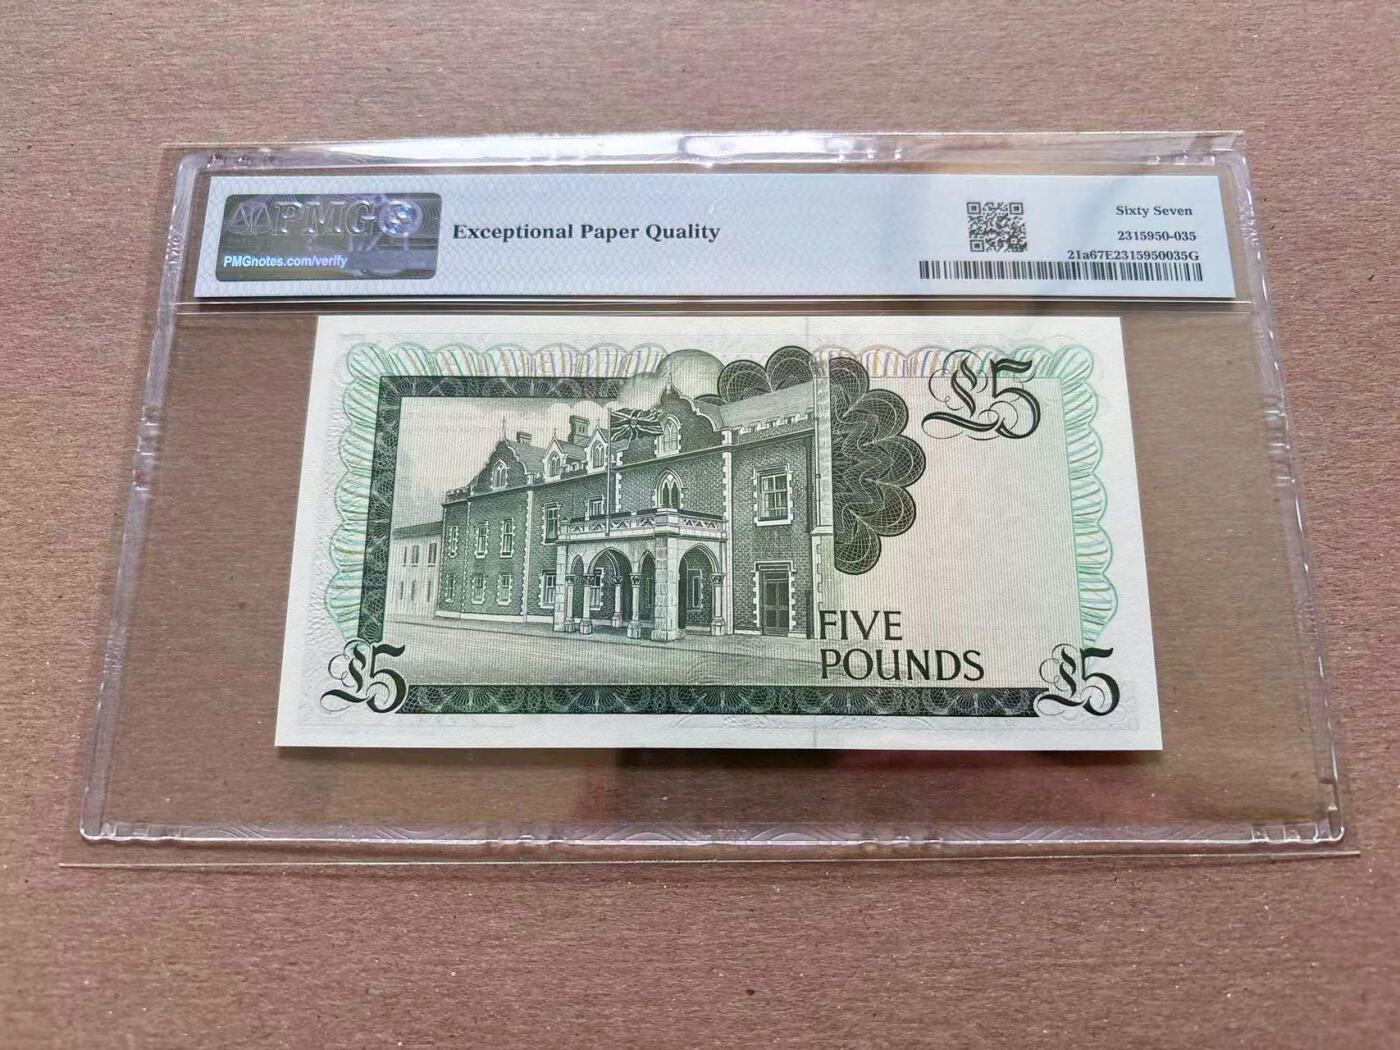 PMG
PMGnotes.com/verify
Exceptional Paper Quality
Sixty Seven
2315950-035
21a67E2315950035G
£5
FIVE
POUNDS
£5
£5